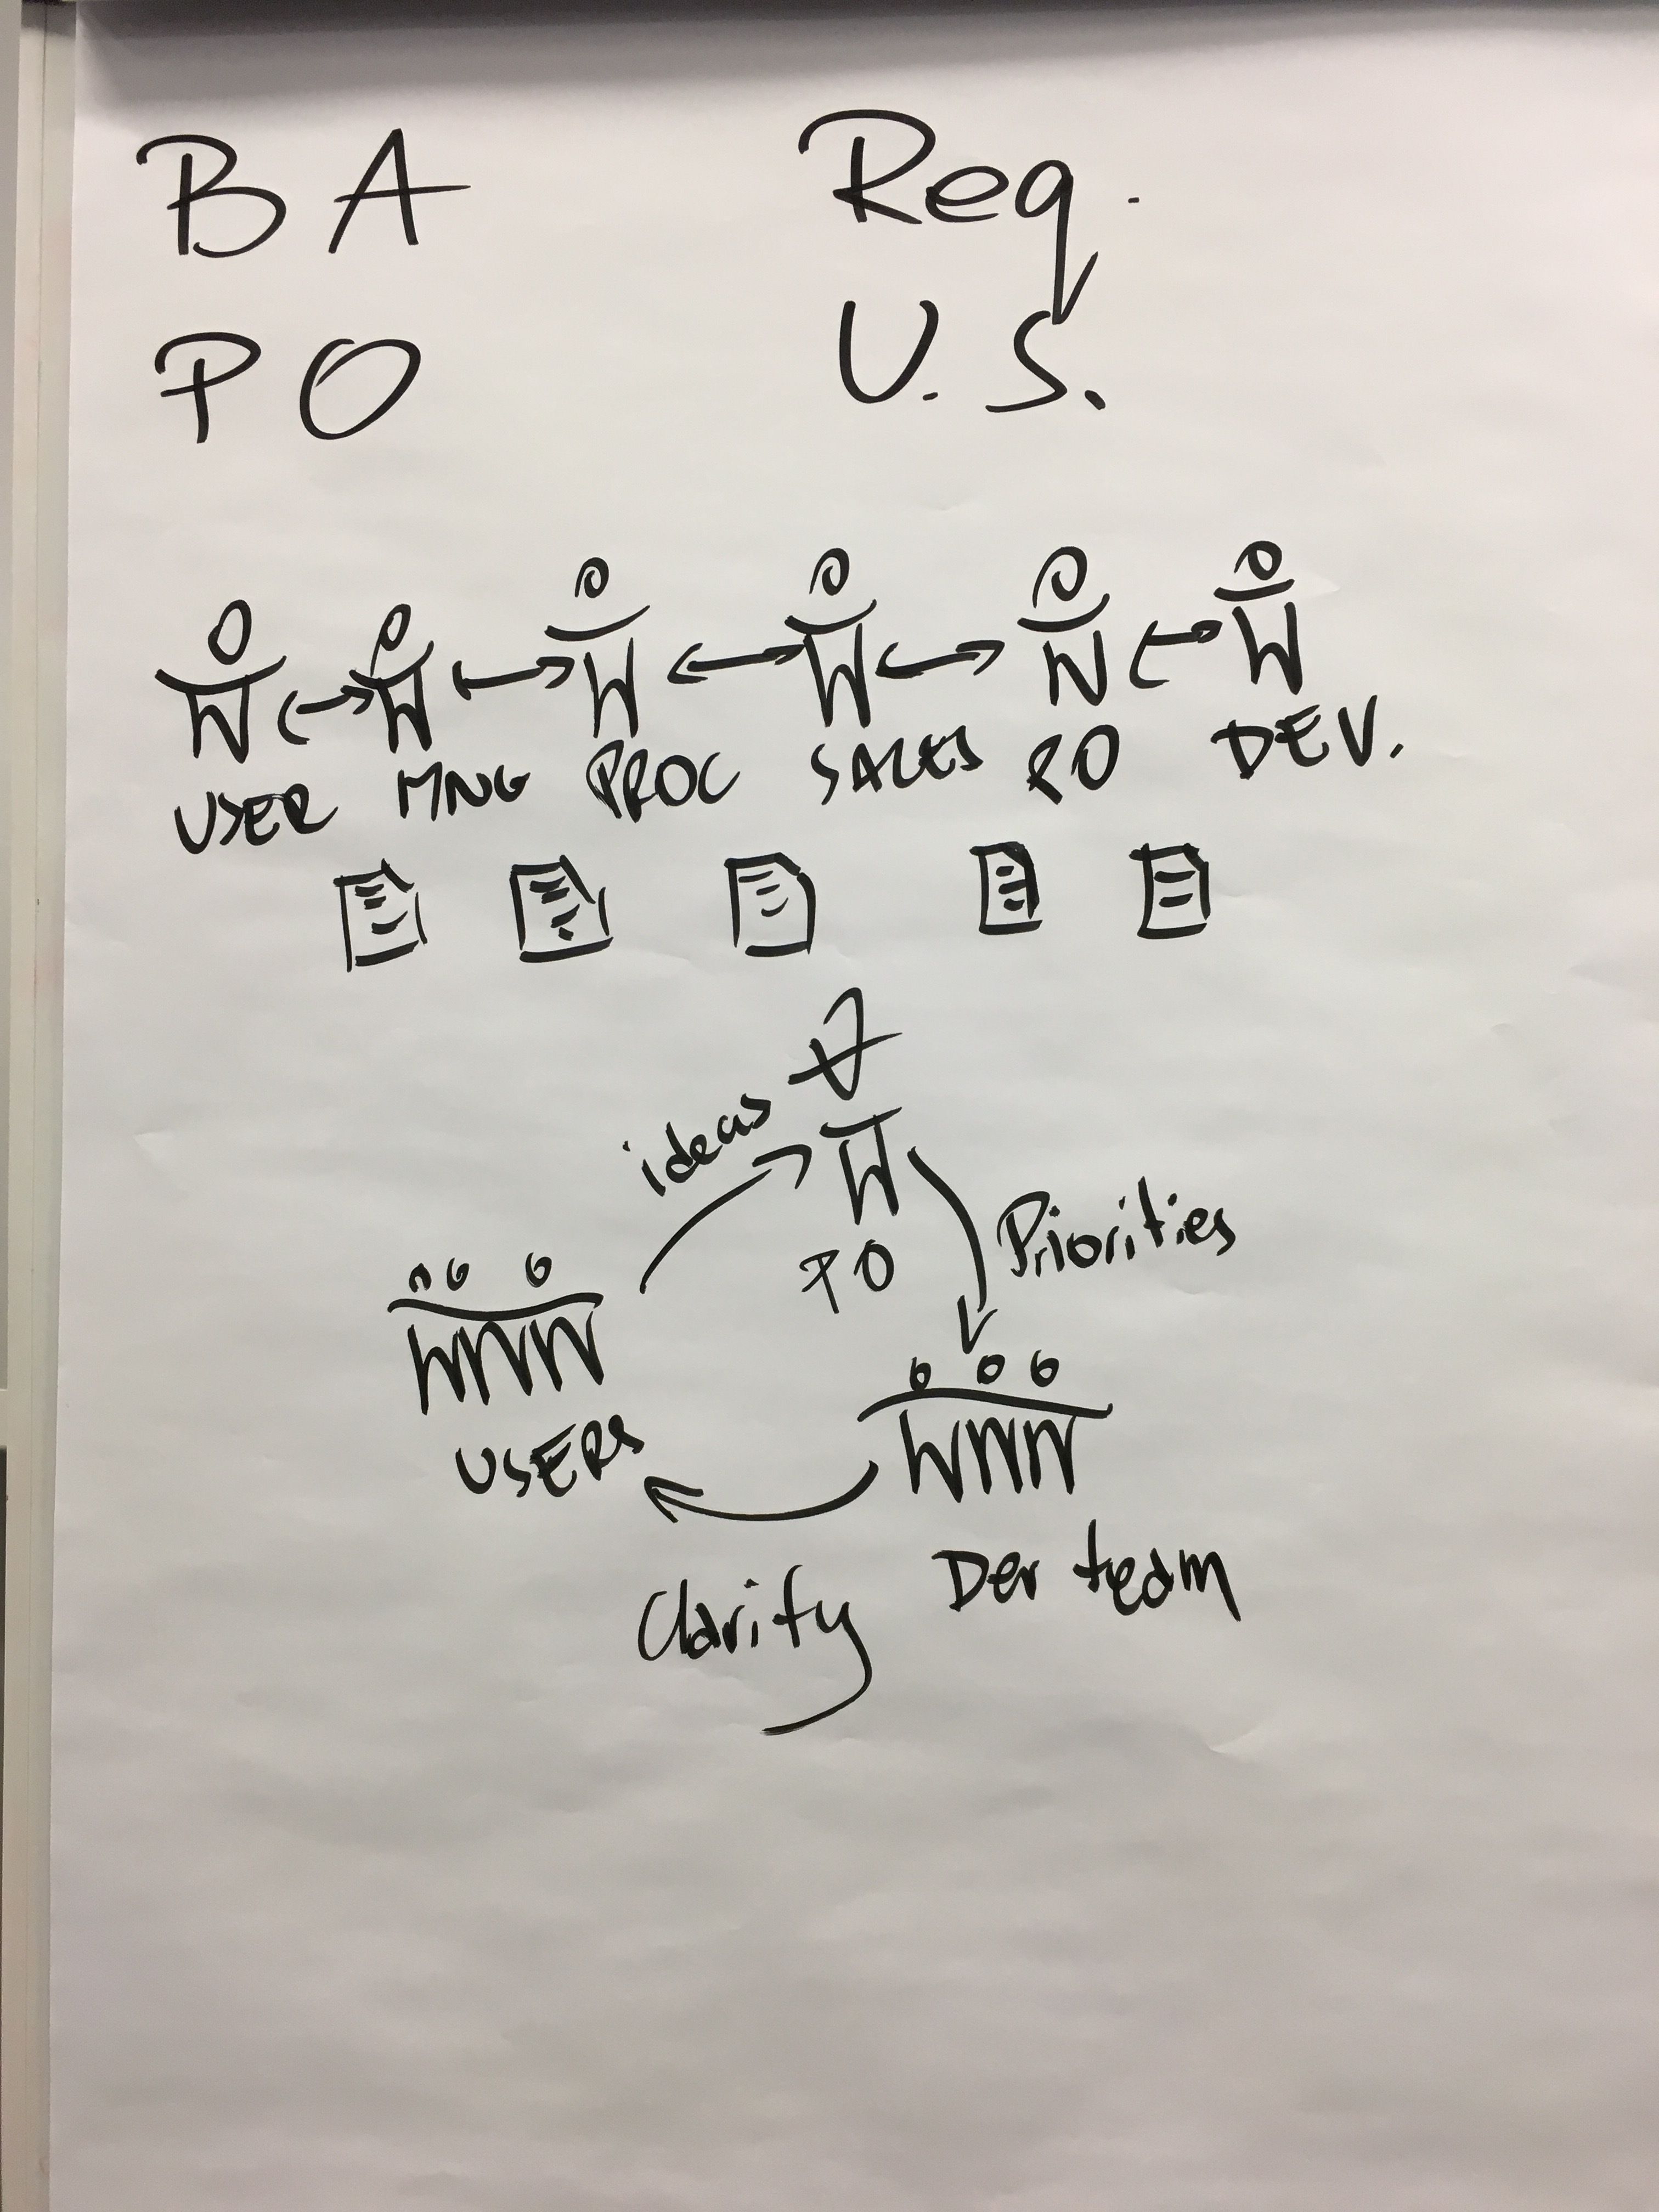 BA Req.
PO U.S.
USER MNG PROC SALES PO DEV.
ideas
Priorities
PO
USERS
Dev team
Clarify